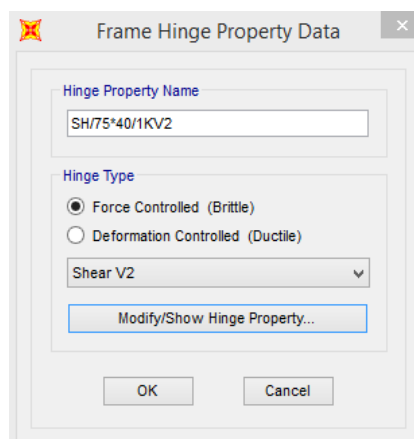 Frame Hinge Property Data
Hinge Property Name
SH/75*40/1KV2
Hinge Type
Force Controlled (Brittle)
Deformation Controlled (Ductile)
Shear V2
Modify/Show Hinge Property...
OK
Cancel